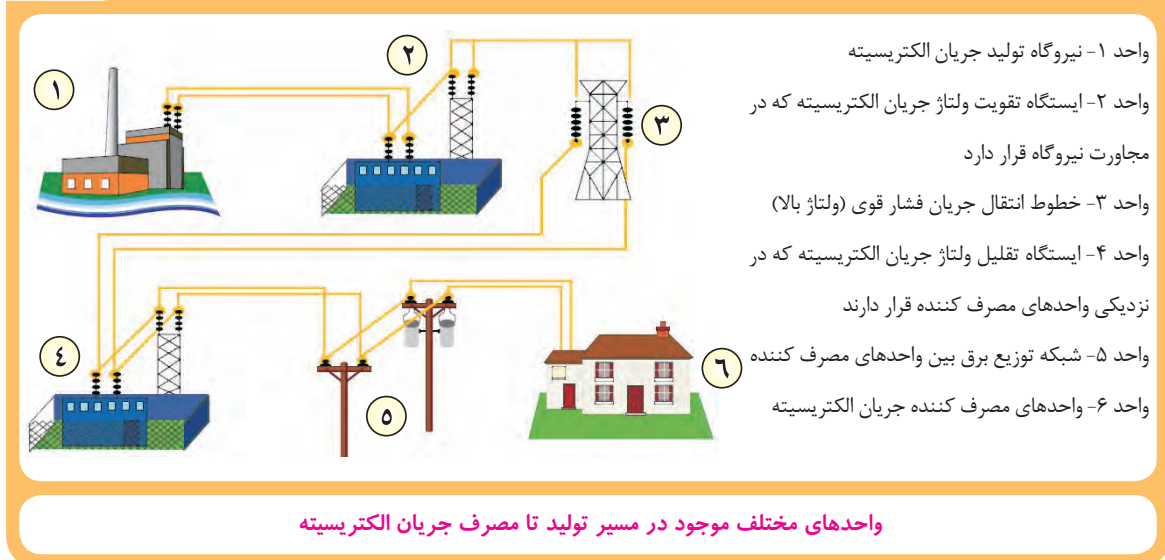 واحد ۱- نیروگاه تولید جریان الکتریسیته
واحد ۲- ایستگاه تقویت ولتاژ جریان الکتریسیته که در
مجاورت نیروگاه قرار دارد
واحد ۳- خطوط انتقال جریان فشار قوی (ولتاژ بالا)
واحد ۴- ایستگاه تقلیل ولتاژ جریان الکتریسیته که در
نزدیکی واحدهای مصرف کننده قرار دارند
واحد ۵- شبکه توزیع برق بین واحدهای مصرف کننده
واحد ۶- واحدهای مصرف کننده جریان الکتریسیته
۱
۲
۳
٤
٥
٦
واحدهای مختلف موجود در مسیر تولید تا مصرف جریان الکتریسیته